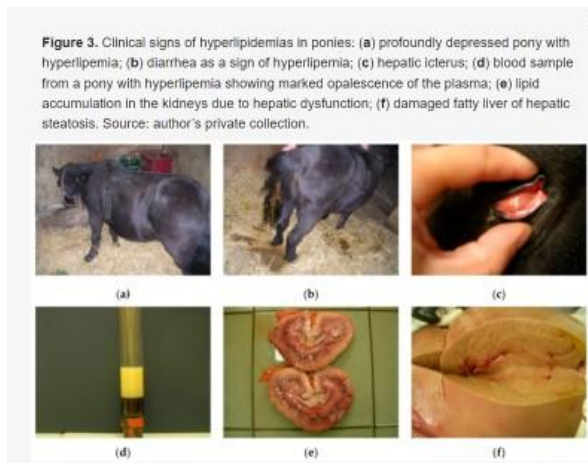 Figure 3. Clinical signs of hyperlipidemias in ponies: (a) profoundly depressed pony with
hyperlipemia; (b) diarrhea as a sign of hyperlipemia; (c) hepatic icterus; (d) blood sample
from a pony with hyperlipemia showing marked opalescence of the plasma; (e) lipid
accumulation in the kidneys due to hepatic dysfunction; (f) damaged fatty liver of hepatic
steatosis. Source: author's private collection.
(a)
(b)
(c)
(d)
(e)
(f)